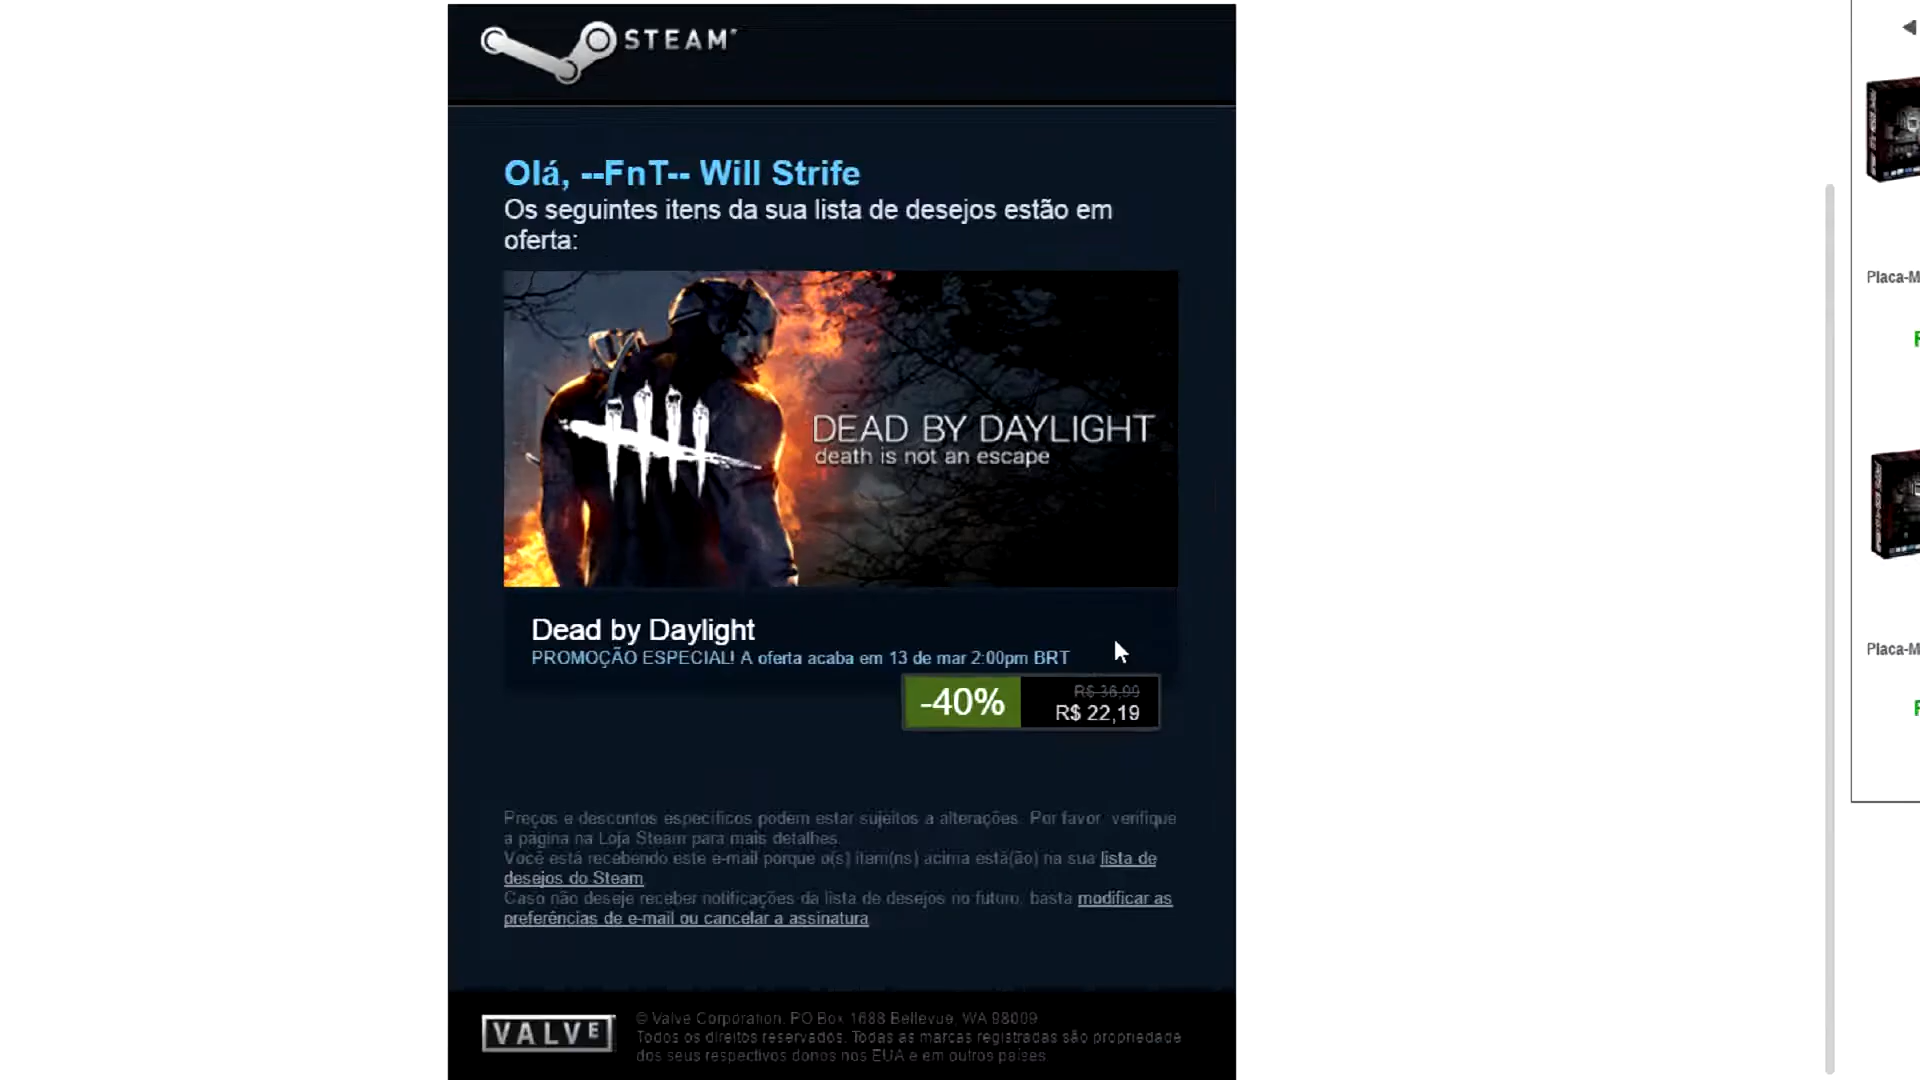 STEAM
Olá, --FnT-- Will Strife
Os seguintes itens da sua lista de desejos estão em
oferta:
DEAD BY DAYLIGHT
death is not an escape
Dead by Daylight
PROMOÇÃO ESPECIAL! A oferta acaba em 13 de mar 2:00pm BRT
-40%
R$ 36,99
R$ 22,19
Preços e descontos específicos podem estar sujeitos a alterações. Por favor, verifique
a página na Loja Steam para mais detalhes.
Você está recebendo este e-mail porque o(s) item(ns) acima está(ão) na sua lista de
desejos do Steam.
Caso não deseje receber notificações da lista de desejos no futuro, basta modificar as
preferências de e-mail ou cancelar a assinatura.
VALVE
© Valve Corporation. PO Box 1688 Bellevue, WA 98009
Todos os direitos reservados. Todas as marcas registradas são propriedade
dos seus respectivos donos nos EUA e em outros países.
Placa-M
Placa-M